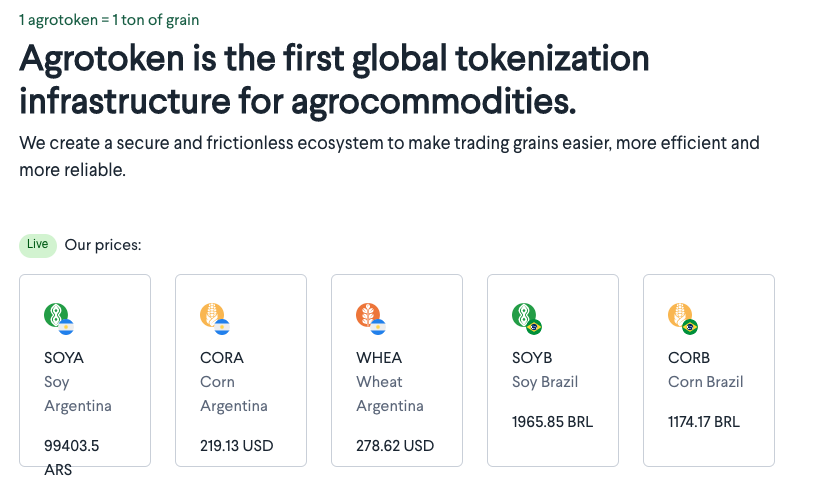 1 agrotoken = 1 ton of grain
Agrotoken is the first global tokenization
infrastructure for agrocommodities.
We create a secure and frictionless ecosystem to make trading grains easier, more efficient and
more reliable.
Live Our prices:
SOYA
Soy
Argentina
99403.5
ARS
CORA
Corn
Argentina
219.13 USD
WHEA
Wheat
Argentina
278.62 USD
SOYB
Soy Brazil
1965.85 BRL
CORB
Corn Brazil
1174.17 BRL